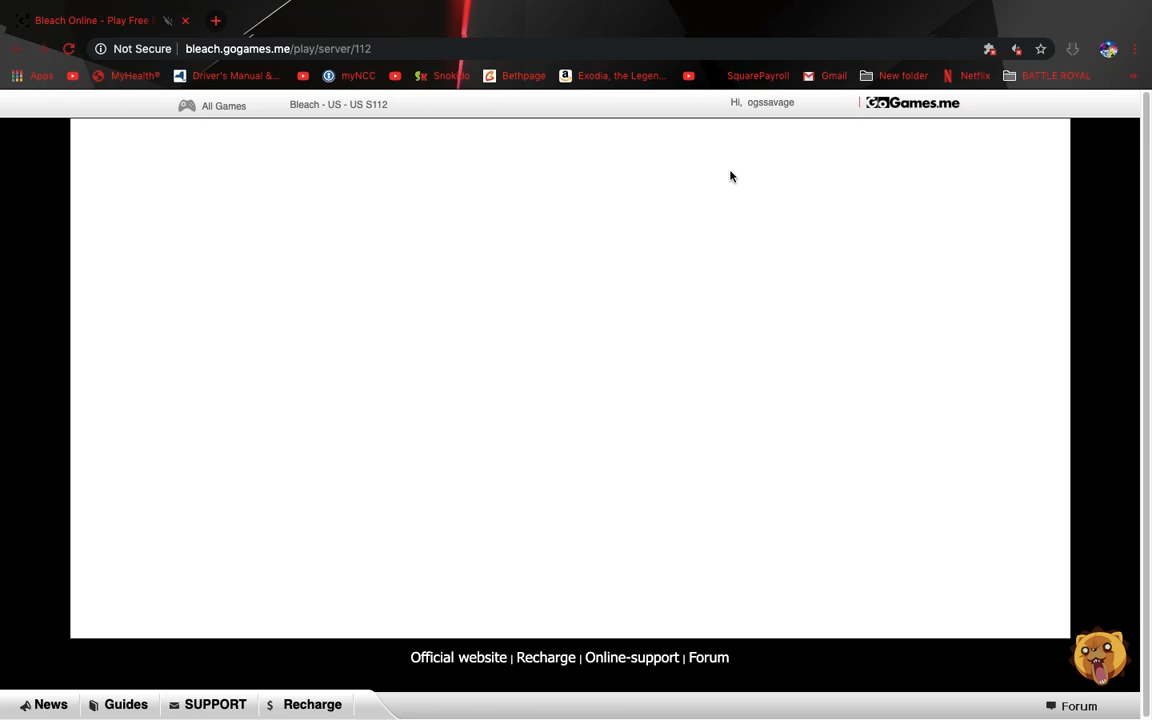 Bleach Online - Play Free
Not Secure bleach.gogames.me/play/server/112
Apps MyHealth® Driver's Manual &... myNCC Snokido Bethpage Exodia, the Legen... SquarePayroll Gmail New folder Netflix BATTLE ROYAL »
All Games Bleach - US - US S112 Hi, ogssavage GoGames.me
Official website | Recharge | Online-support | Forum
News Guides SUPPORT $ Recharge Forum